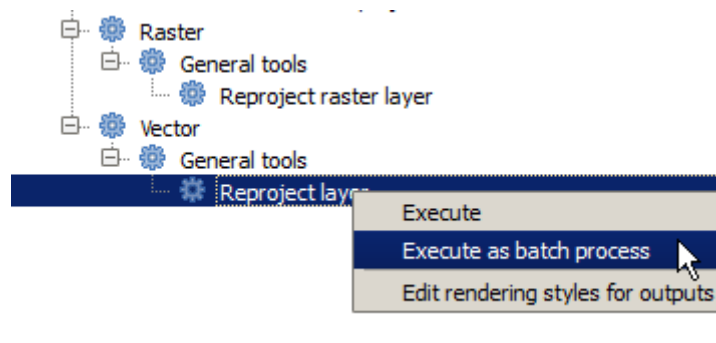 Raster
General tools
Reproject raster layer
Vector
General tools
Reproject layer
Execute
Execute as batch process
Edit rendering styles for outputs